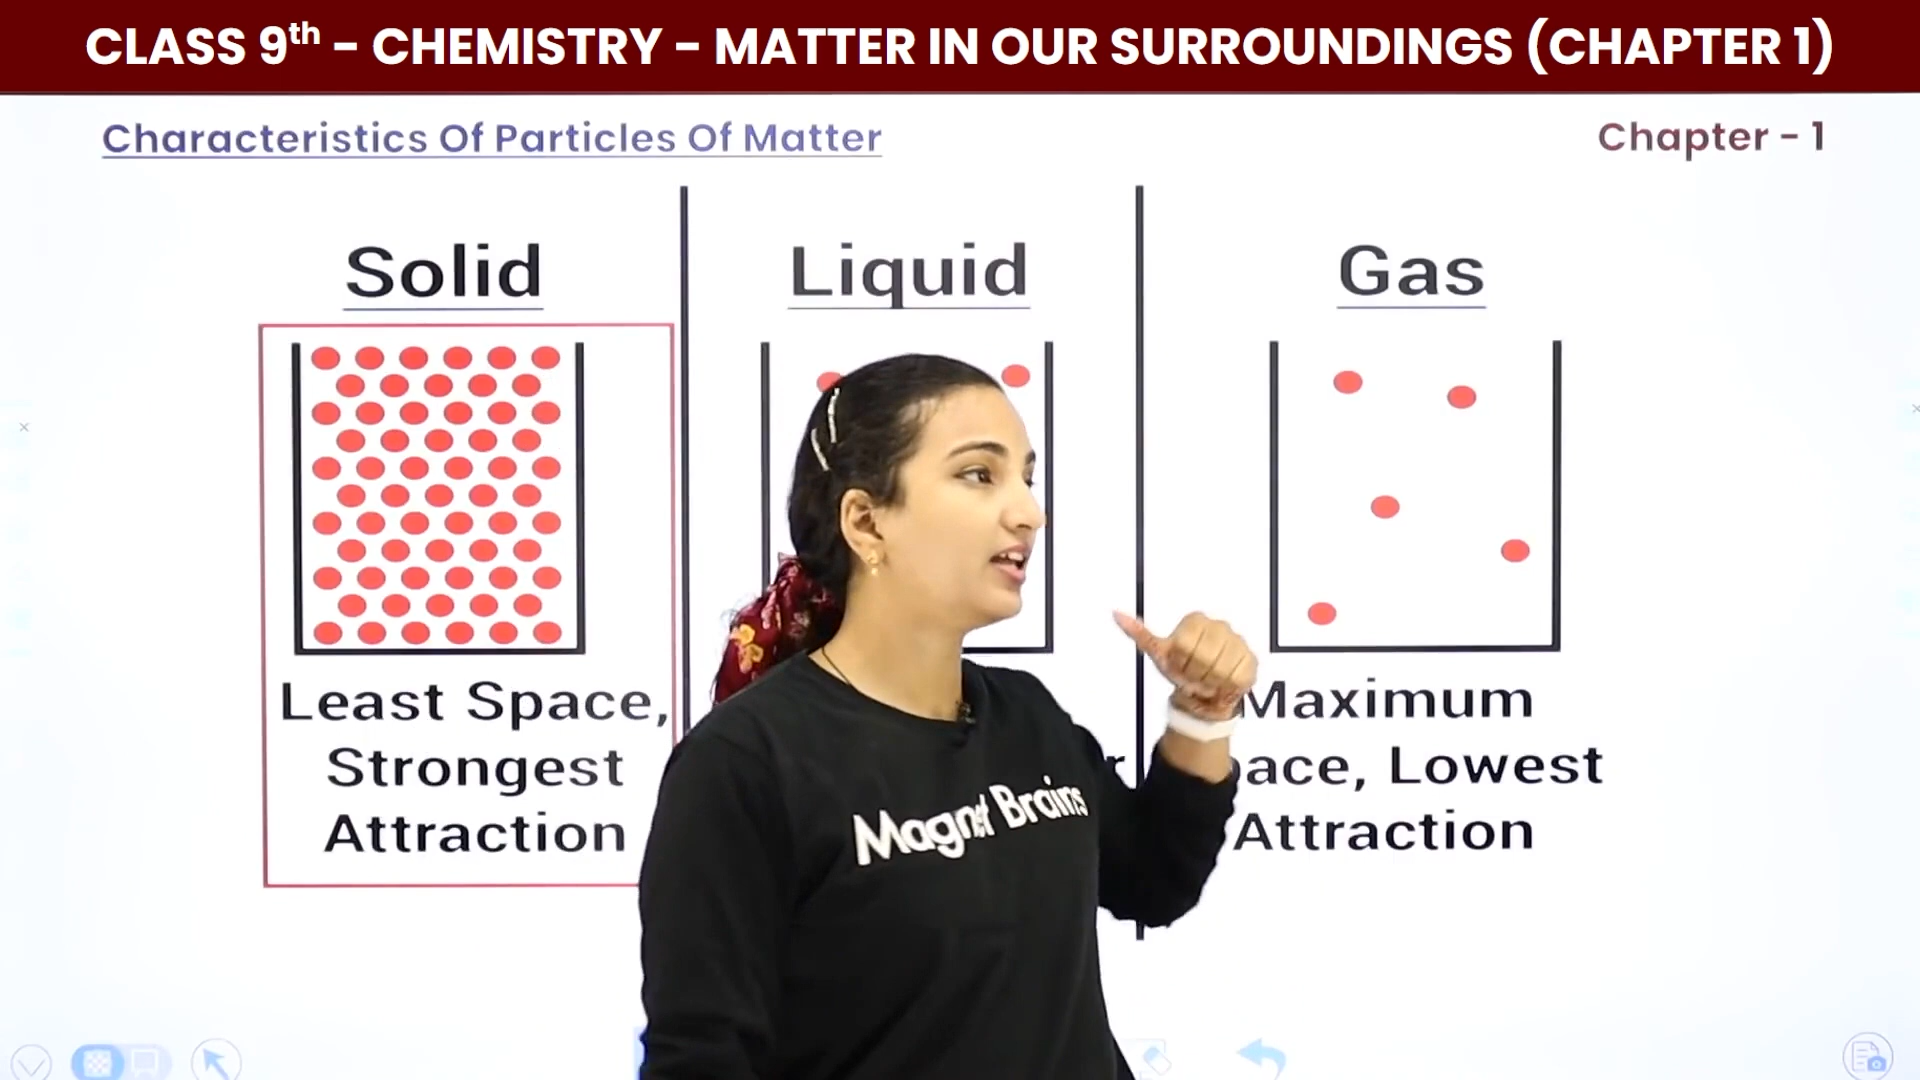 CLASS 9th – CHEMISTRY – MATTER IN OUR SURROUNDINGS (CHAPTER 1)
Characteristics Of Particles Of Matter
Chapter – 1
Solid
Liquid
Gas
Least Space,
Strongest
Attraction
Maximum
Lowest
Attraction
Magnet Brains